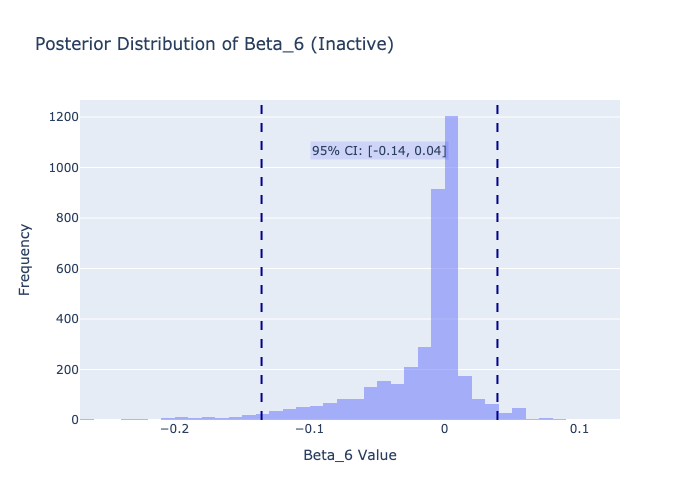 Posterior Distribution of Beta_6 (Inactive)
1200
95% CI: [-0.14, 0.04]
1000
800
Frequency
600
400
200
0
−0.2
−0.1
0
0.1
Beta_6 Value